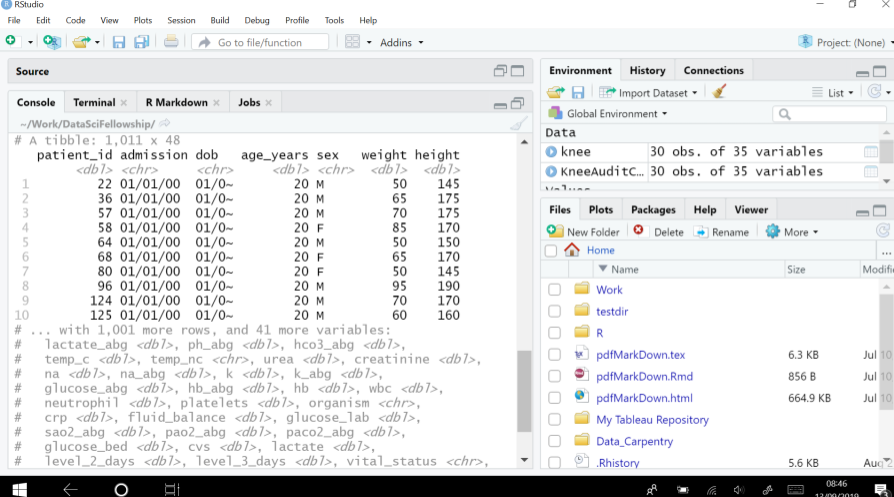 RStudio
File Edit Code View Plots Session Build Debug Profile Tools Help
Go to file/function Addins Project: (None)
Source
Console Terminal R Markdown Jobs
~/Work/DataSciFellowship/
# A tibble: 1,011 x 48
patient_id admission dob age_years sex weight height
<dbl> <chr> <chr> <dbl> <chr> <dbl> <dbl>
1 22 01/01/00 01/0~ 20 M 50 145
2 36 01/01/00 01/0~ 20 M 65 175
3 57 01/01/00 01/0~ 20 M 70 175
4 58 01/01/00 01/0~ 20 F 85 170
5 64 01/01/00 01/0~ 20 M 50 150
6 68 01/01/00 01/0~ 20 F 65 170
7 80 01/01/00 01/0~ 20 F 50 145
8 96 01/01/00 01/0~ 20 M 95 190
9 124 01/01/00 01/0~ 20 M 70 170
10 125 01/01/00 01/0~ 20 M 60 160
# ... with 1,001 more rows, and 41 more variables:
# lactate_abg <dbl>, ph_abg <dbl>, hco3_abg <dbl>,
# temp_c <dbl>, temp_nc <chr>, urea <dbl>, creatinine <dbl>,
# na <dbl>, na_abg <dbl>, k <dbl>, k_abg <dbl>,
# glucose_abg <dbl>, hb_abg <dbl>, hb <dbl>, wbc <dbl>,
# neutrophil <dbl>, platelets <dbl>, organism <chr>,
# crp <dbl>, fluid_balance <dbl>, glucose_lab <dbl>,
# sao2_abg <dbl>, pao2_abg <dbl>, paco2_abg <dbl>,
# glucose_bed <dbl>, cvs <dbl>, lactate <dbl>,
# level_2_days <dbl>, level_3_days <dbl>, vital_status <chr>,
Environment History Connections
Import Dataset List
Global Environment
Data
knee 30 obs. of 35 variables
KneeAuditC... 30 obs. of 35 variables
Values
Files Plots Packages Help Viewer
New Folder Delete Rename More
Home ...
Name Size Modifi
Work
testdir
R
pdfMarkDown.tex 6.3 KB Jul 10
pdfMarkDown.Rmd 856 B Jul 10
pdfMarkDown.html 664.9 KB Jul 10
My Tableau Repository
Data_Carpentry
.Rhistory 5.6 KB Aug 2
08:46
13/09/2019